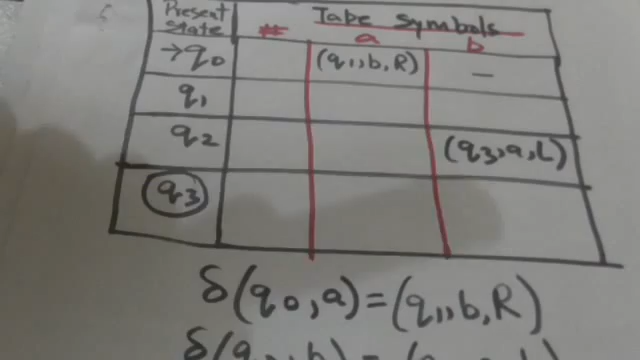 Present Tape Symbols
state # a b
→q0 (q1,b,R) —
q1
q2 (q3,a,L)
q3
δ(q0,a)=(q1,b,R)